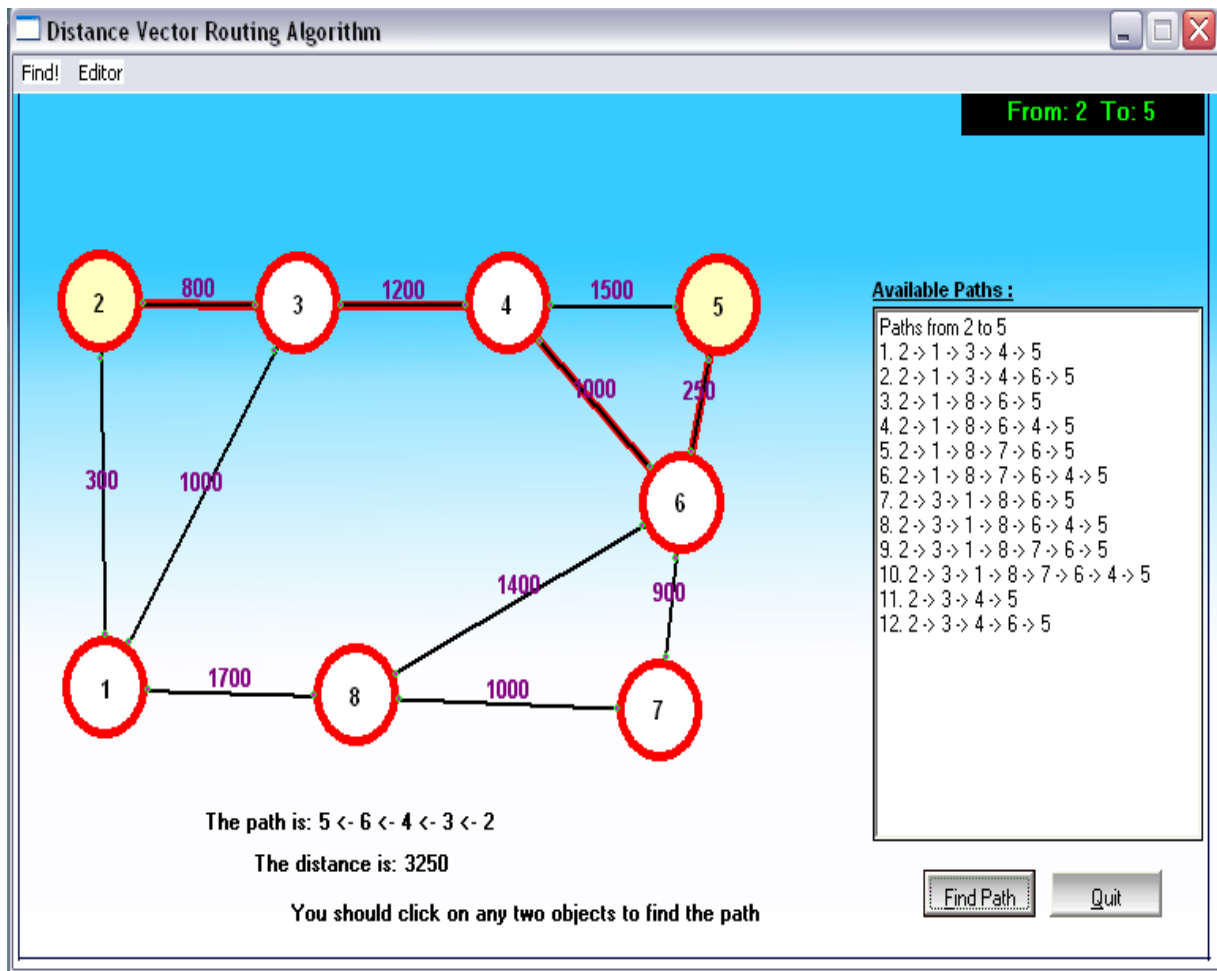 Distance Vector Routing Algorithm
Find! Editor
From: 2 To: 5
2
800
3
1200
4
1500
5
1000
250
300
1000
6
1400
900
1
1700
8
1000
7
Available Paths :
Paths from 2 to 5
1. 2 -> 1 -> 3 -> 4 -> 5
2. 2 -> 1 -> 3 -> 4 -> 6 -> 5
3. 2 -> 1 -> 8 -> 6 -> 5
4. 2 -> 1 -> 8 -> 6 -> 4 -> 5
5. 2 -> 1 -> 8 -> 7 -> 6 -> 5
6. 2 -> 1 -> 8 -> 7 -> 6 -> 4 -> 5
7. 2 -> 3 -> 1 -> 8 -> 6 -> 5
8. 2 -> 3 -> 1 -> 8 -> 6 -> 4 -> 5
9. 2 -> 3 -> 1 -> 8 -> 7 -> 6 -> 5
10. 2 -> 3 -> 1 -> 8 -> 7 -> 6 -> 4 -> 5
11. 2 -> 3 -> 4 -> 5
12. 2 -> 3 -> 4 -> 6 -> 5
The path is: 5 <- 6 <- 4 <- 3 <- 2
The distance is: 3250
You should click on any two objects to find the path
Find Path
Quit